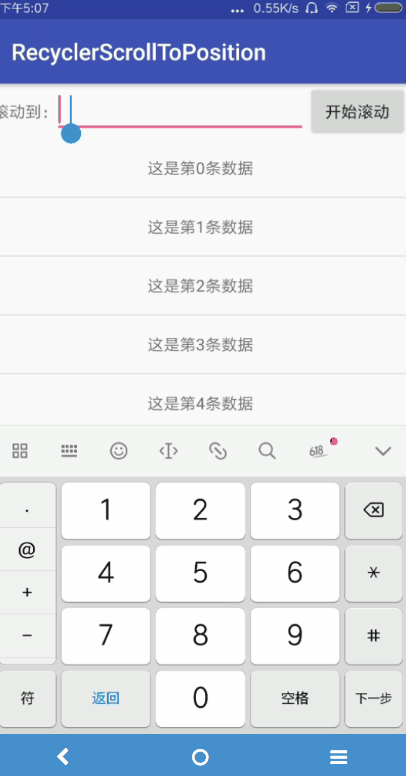 下午5:07 ... 0.55K/s
RecyclerScrollToPosition
滚动到： 开始滚动
这是第0条数据
这是第1条数据
这是第2条数据
这是第3条数据
这是第4条数据
618
. 1 2 3
@ 4 5 6 *
+
- 7 8 9 #
符 返回 0 空格 下一步